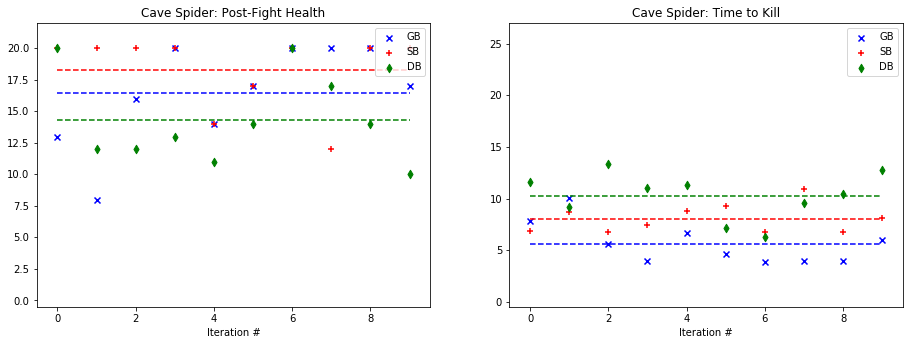 Cave Spider: Post-Fight Health
GB
SB
DB
20.0
17.5
15.0
12.5
10.0
7.5
5.0
2.5
0.0
0 2 4 6 8
Iteration #
Cave Spider: Time to Kill
GB
SB
DB
25
20
15
10
5
0
0 2 4 6 8
Iteration #